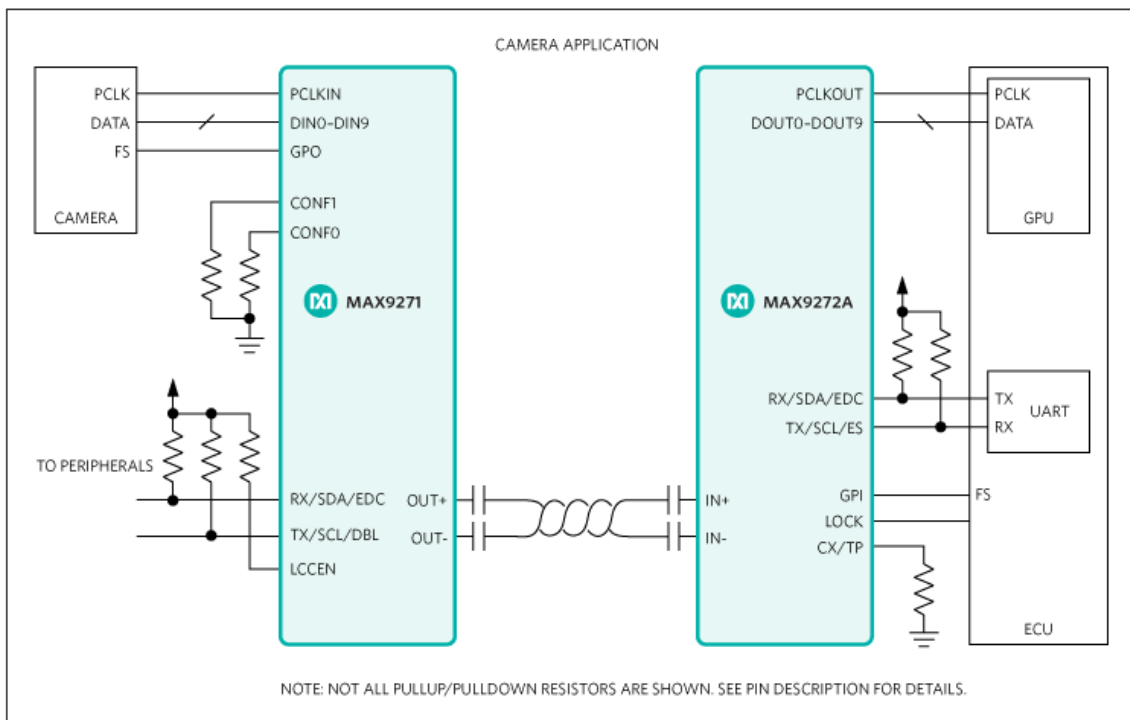 CAMERA APPLICATION
PCLK
DATA
FS
CAMERA
PCLKIN
DIN0-DIN9
GPO
CONF1
CONF0
MAX9271
TO PERIPHERALS
RX/SDA/EDC
TX/SCL/DBL
LCCEN
OUT+
OUT-
IN+
IN-
PCLKOUT
DOUT0-DOUT9
MAX9272A
RX/SDA/EDC
TX/SCL/ES
GPI
LOCK
CX/TP
PCLK
DATA
GPU
TX
RX
UART
FS
ECU
NOTE: NOT ALL PULLUP/PULLDOWN RESISTORS ARE SHOWN. SEE PIN DESCRIPTION FOR DETAILS.